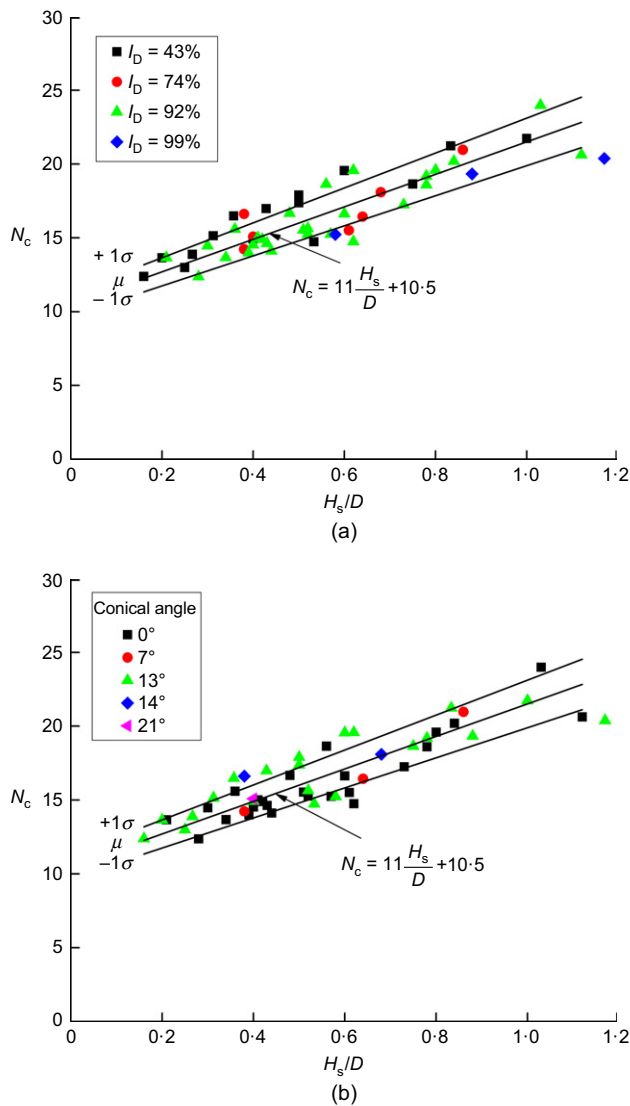 30
25
20
15
10
5
0
N_c
I_D = 43%
I_D = 74%
I_D = 92%
I_D = 99%
+ 1σ
μ
– 1σ
N_c = 11 H_s/D +10·5
0 0·2 0·4 0·6 0·8 1·0 1·2
H_s/D
(a)
30
25
20
15
10
5
0
N_c
Conical angle
0°
7°
13°
14°
21°
+1σ
μ
–1σ
N_c = 11 H_s/D +10·5
0 0·2 0·4 0·6 0·8 1·0 1·2
H_s/D
(b)